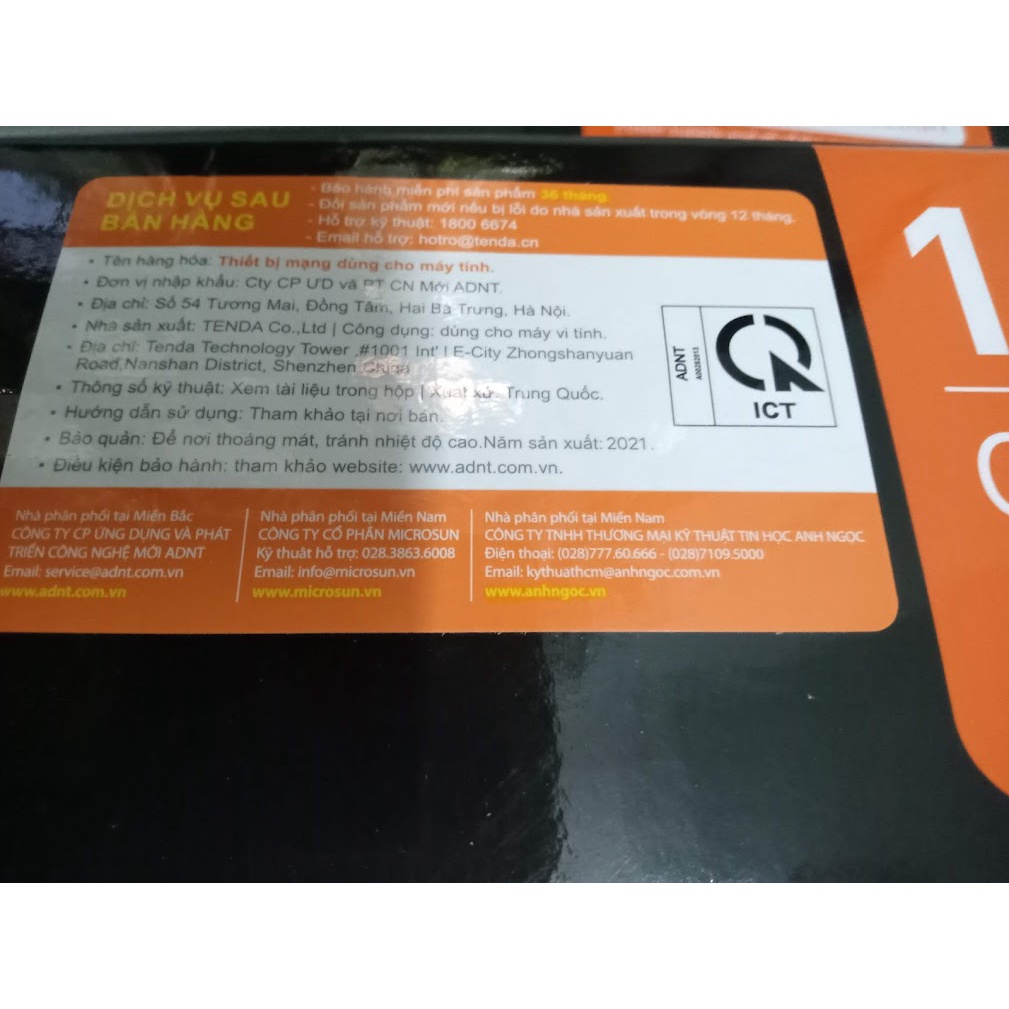 DỊCH VỤ SAU
BÁN HÀNG
- Bảo hành miễn phí sản phẩm 36 tháng.
- Đổi sản phẩm mới nếu bị lỗi do nhà sản xuất trong vòng 12 tháng.
- Hỗ trợ kỹ thuật: 1800 6674
- Email hỗ trợ: hotro@tenda.cn
• Tên hàng hóa: Thiết bị mạng dùng cho máy tính.
• Đơn vị nhập khẩu: Cty CP ƯD và PT CN Mới ADNT.
• Địa chỉ: Số 54 Tương Mai, Đồng Tâm, Hai Bà Trưng, Hà Nội.
• Nhà sản xuất: TENDA Co.,Ltd | Công dụng: dùng cho máy vi tính.
• Địa chỉ: Tenda Technology Tower ,#1001 Int' | E-City Zhongshanyuan
Road,Nanshan District, Shenzhen.China
• Thông số kỹ thuật: Xem tài liệu trong hộp | Xuất xứ: Trung Quốc.
• Hướng dẫn sử dụng: Tham khảo tại nơi bán.
• Bảo quản: Để nơi thoáng mát, tránh nhiệt độ cao.Năm sản xuất: 2021.
• Điều kiện bảo hành: tham khảo website: www.adnt.com.vn.
ADNT
A00282013
ICT
Nhà phân phối tại Miền Bắc
CÔNG TY CP ỨNG DỤNG VÀ PHÁT
TRIỂN CÔNG NGHỆ MỚI ADNT
Email: service@adnt.com.vn
www.adnt.com.vn
Nhà phân phối tại Miền Nam
CÔNG TY CỔ PHẦN MICROSUN
Kỹ thuật hỗ trợ: 028.3863.6008
Email: info@microsun.vn
www.microsun.vn
Nhà phân phối tại Miền Nam
CÔNG TY TNHH THƯƠNG MẠI KỸ THUẬT TIN HỌC ANH NGỌC
Điện thoại: (028)777.60.666 - (028)7109.5000
Email: kythuathcm@anhngoc.com.vn
www.anhngoc.vn
1